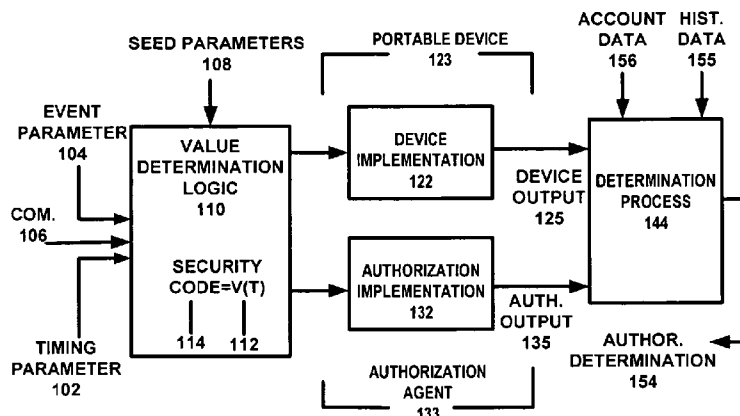 SEED PARAMETERS
108
PORTABLE DEVICE
123
ACCOUNT
DATA
156
HIST.
DATA
155
EVENT
PARAMETER
104
COM.
106
TIMING
PARAMETER
102
VALUE
DETERMINATION
LOGIC
110
SECURITY
CODE=V(T)
114
112
DEVICE
IMPLEMENTATION
122
DEVICE
OUTPUT
125
AUTHORIZATION
IMPLEMENTATION
132
AUTH.
OUTPUT
135
AUTHORIZATION
AGENT
133
DETERMINATION
PROCESS
144
AUTHOR.
DETERMINATION
154